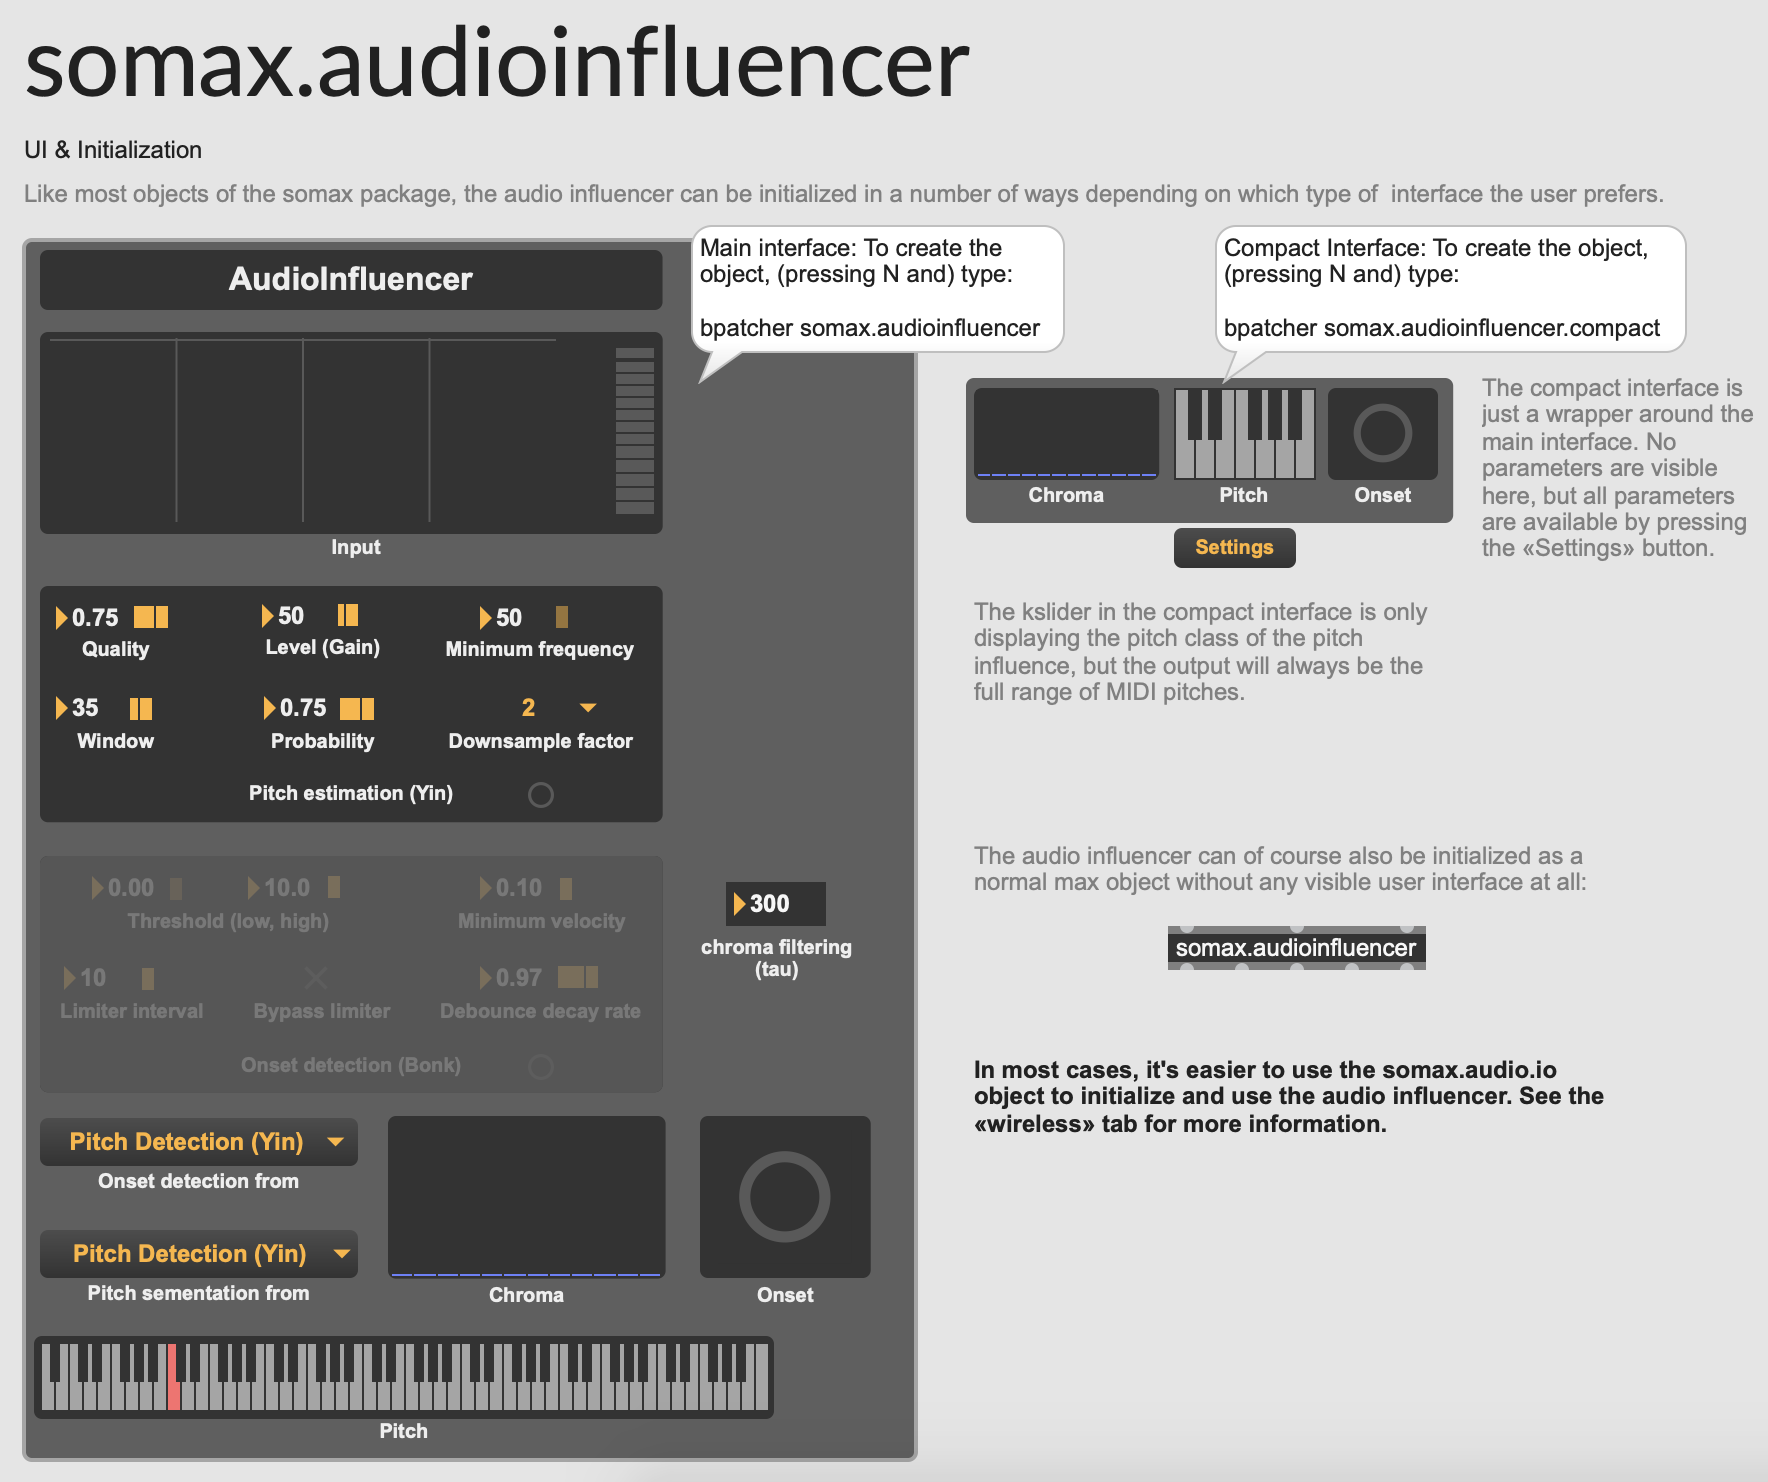 somax.audioinfluencer
UI & Initialization
Like most objects of the somax package, the audio influencer can be initialized in a number of ways depending on which type of  interface the user prefers.
AudioInfluencer
Main interface: To create the
object, (pressing N and) type:
bpatcher somax.audioinfluencer
Compact Interface: To create the object,
(pressing N and) type:
bpatcher somax.audioinfluencer.compact
Input
Chroma
Pitch
Onset
Settings
The compact interface is
just a wrapper around the
main interface. No
parameters are visible
here, but all parameters
are available by pressing
the «Settings» button.
0.75
50
50
Quality
Level (Gain)
Minimum frequency
35
0.75
2
Window
Probability
Downsample factor
Pitch estimation (Yin)
The kslider in the compact interface is only
displaying the pitch class of the pitch
influence, but the output will always be the
full range of MIDI pitches.
0.00
10.0
0.10
Threshold (low, high)
Minimum velocity
10
0.97
Limiter interval
Bypass limiter
Debounce decay rate
Onset detection (Bonk)
300
chroma filtering
(tau)
The audio influencer can of course also be initialized as a
normal max object without any visible user interface at all:
somax.audioinfluencer
In most cases, it's easier to use the somax.audio.io
object to initialize and use the audio influencer. See the
«wireless» tab for more information.
Pitch Detection (Yin)
Onset detection from
Pitch Detection (Yin)
Pitch sementation from
Chroma
Onset
Pitch